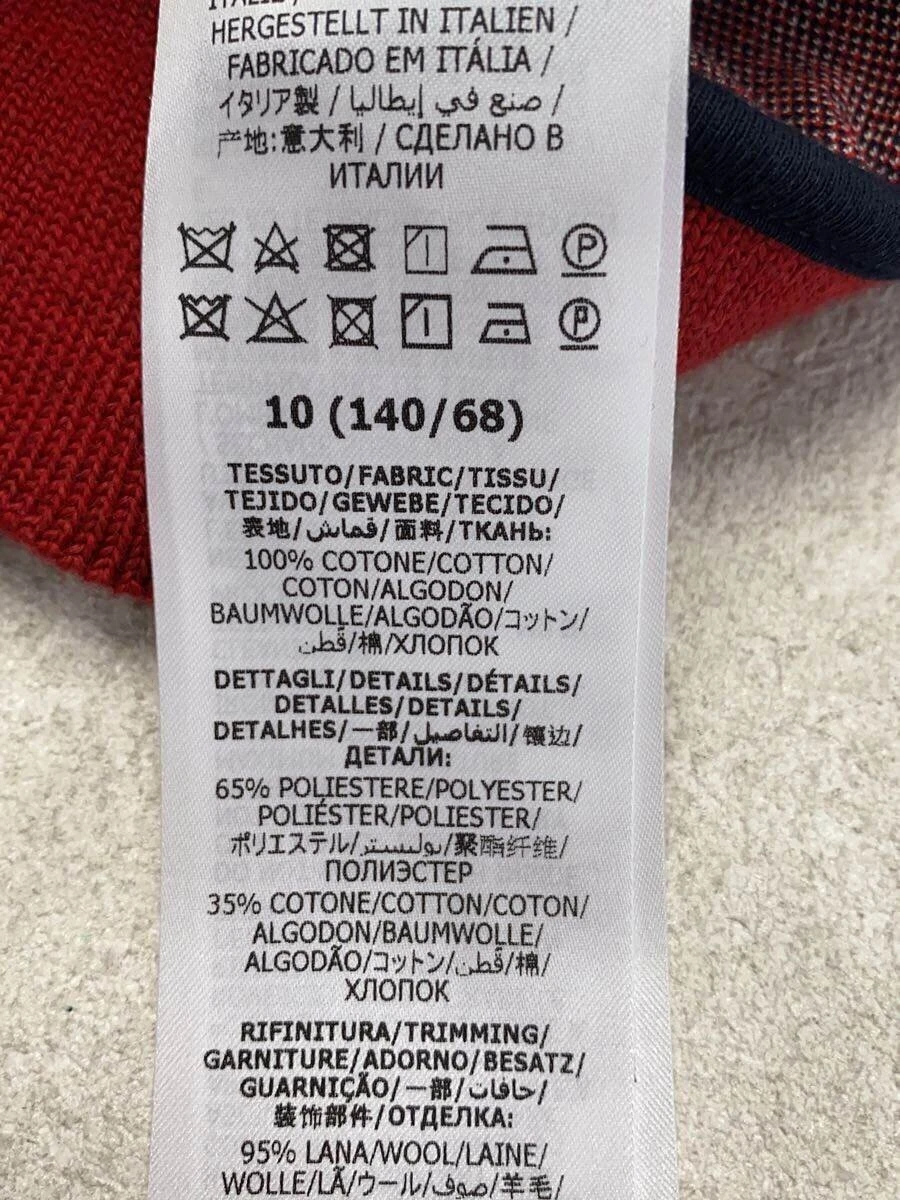 ITALIE /
HERGESTELLT IN ITALIEN /
FABRICADO EM ITÁLIA /
イタリア製 / صنع في إيطاليا /
产地:意大利 / СДЕЛАНО В
ИТАЛИИ
10 (140/68)
TESSUTO/FABRIC/TISSU/
TEJIDO/GEWEBE/TECIDO/
表地/قماش/面料/ТКАНЬ:
100% COTONE/COTTON/
COTON/ALGODON/
BAUMWOLLE/ALGODÃO/コットン/
قطن/棉/ХЛОПОК
DETTAGLI/DETAILS/DÉTAILS/
DETALLES/DETAILS/
DETALHES/一部/التفاصيل/镶边/
ДЕТАЛИ:
65% POLIESTERE/POLYESTER/
POLIÉSTER/POLIESTER/
ポリエステル/بوليستر/聚酯纤维/
ПОЛИЭСТЕР
35% COTONE/COTTON/COTON/
ALGODON/BAUMWOLLE/
ALGODÃO/コットン/قطن/棉/
ХЛОПОК
RIFINITURA/TRIMMING/
GARNITURE/ADORNO/BESATZ/
GUARNIÇÃO/一部/حافات/
装饰部件/ОТДЕЛКА:
95% LANA/WOOL/LAINE/
WOLLE/LÃ/ウール/صوف/羊毛/